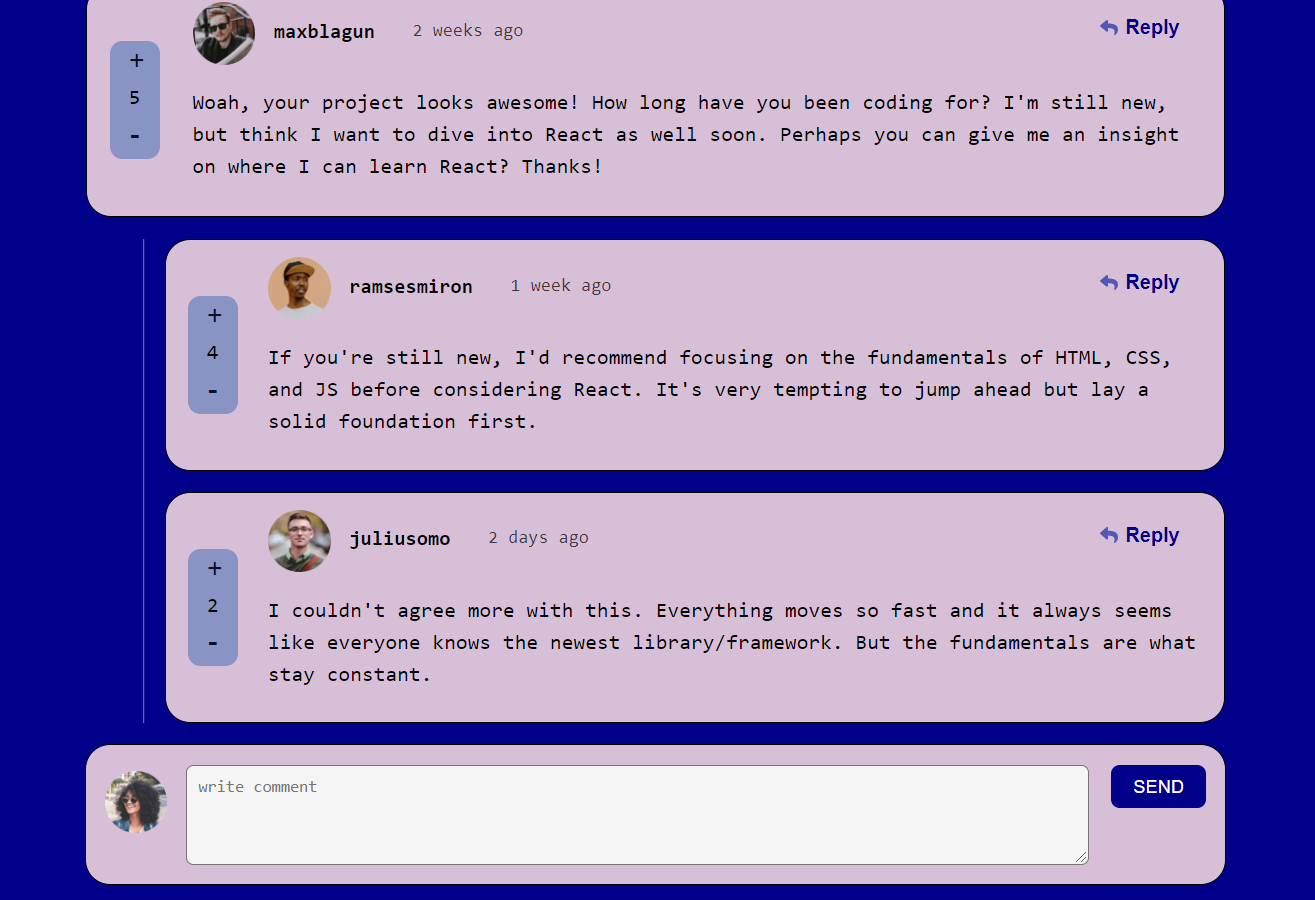 maxblagun 2 weeks ago Reply
+
5
-
Woah, your project looks awesome! How long have you been coding for? I'm still new,
but think I want to dive into React as well soon. Perhaps you can give me an insight
on where I can learn React? Thanks!
ramsesmiron 1 week ago Reply
+
4
-
If you're still new, I'd recommend focusing on the fundamentals of HTML, CSS,
and JS before considering React. It's very tempting to jump ahead but lay a
solid foundation first.
juliusomo 2 days ago Reply
+
2
-
I couldn't agree more with this. Everything moves so fast and it always seems
like everyone knows the newest library/framework. But the fundamentals are what
stay constant.
write comment
SEND